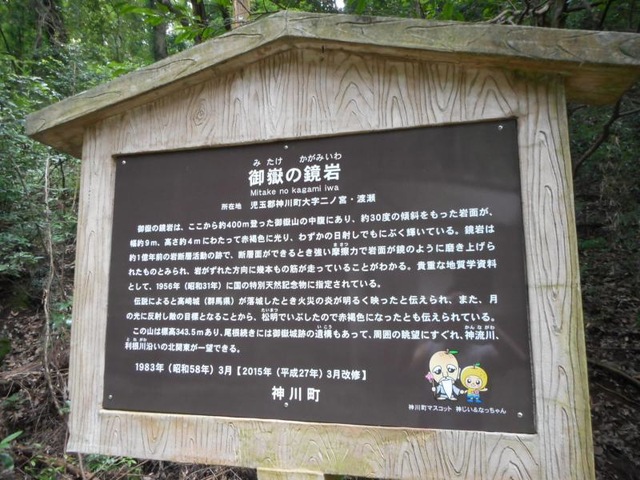 みたけ かがみいわ
御嶽の鏡岩
Mitake no kagami iwa
所在地 児玉郡神川町大字二ノ宮・渡瀬
御嶽の鏡岩は、ここから約400m登った御嶽山の中腹にあり、約30度の傾斜をもった岩面が、
幅約9m、高さ約4mにわたって赤褐色に光り、わずかの日射しでもにぶく輝いている。鏡岩は
約1億年前の岩断層活動の跡で、断層面ができるとき強い摩擦力で岩面が鏡のように磨き上げら
まさつ
れたものとみられ、岩がずれた方向に幾本もの筋が走っていることがわかる。貴重な地質学資料
として、1956年（昭和31年）に国の特別天然記念物に指定されている。
伝説によると高崎城（群馬県）が落城したとき火災の炎が明るく映ったと伝えられ、また、月
の光に反射し敵の目標となることから、松明でいぶしたので赤褐色になったとも伝えられている。
たいまつ
この山は標高343.5mあり、尾根続きには御嶽城跡の遺構もあって、周囲の眺望にすぐれ、神流川、
いこう かんながわ
利根川沿いの北関東が一望できる。
とねがわ
1983年（昭和58年）3月【2015年（平成27年）3月改修】
神川町
神川町マスコット 神じい&なっちゃん